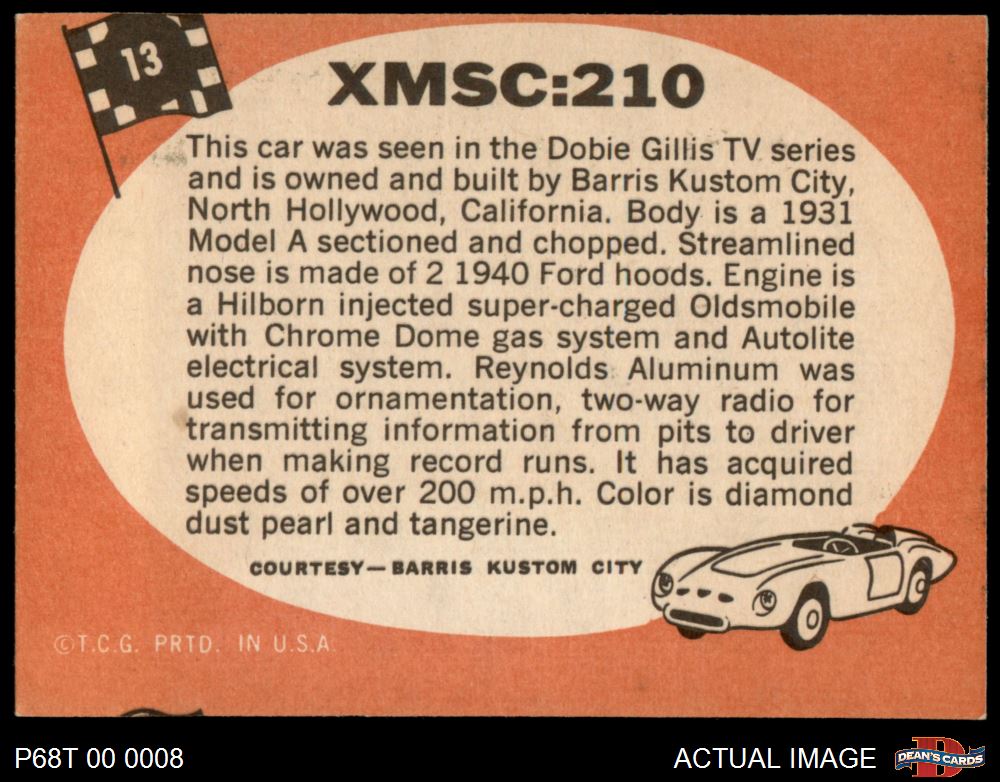 13
XMSC:210
This car was seen in the Dobie Gillis TV series
and is owned and built by Barris Kustom City,
North Hollywood, California. Body is a 1931
Model A sectioned and chopped. Streamlined
nose is made of 2 1940 Ford hoods. Engine is
a Hilborn injected super-charged Oldsmobile
with Chrome Dome gas system and Autolite
electrical system. Reynolds Aluminum was
used for ornamentation, two-way radio for
transmitting information from pits to driver
when making record runs. It has acquired
speeds of over 200 m.p.h. Color is diamond
dust pearl and tangerine.
COURTESY—BARRIS KUSTOM CITY
©T.C.G. PRTD. IN U.S.A.
P68T 00 0008
ACTUAL IMAGE
D
DEAN'S CARDS